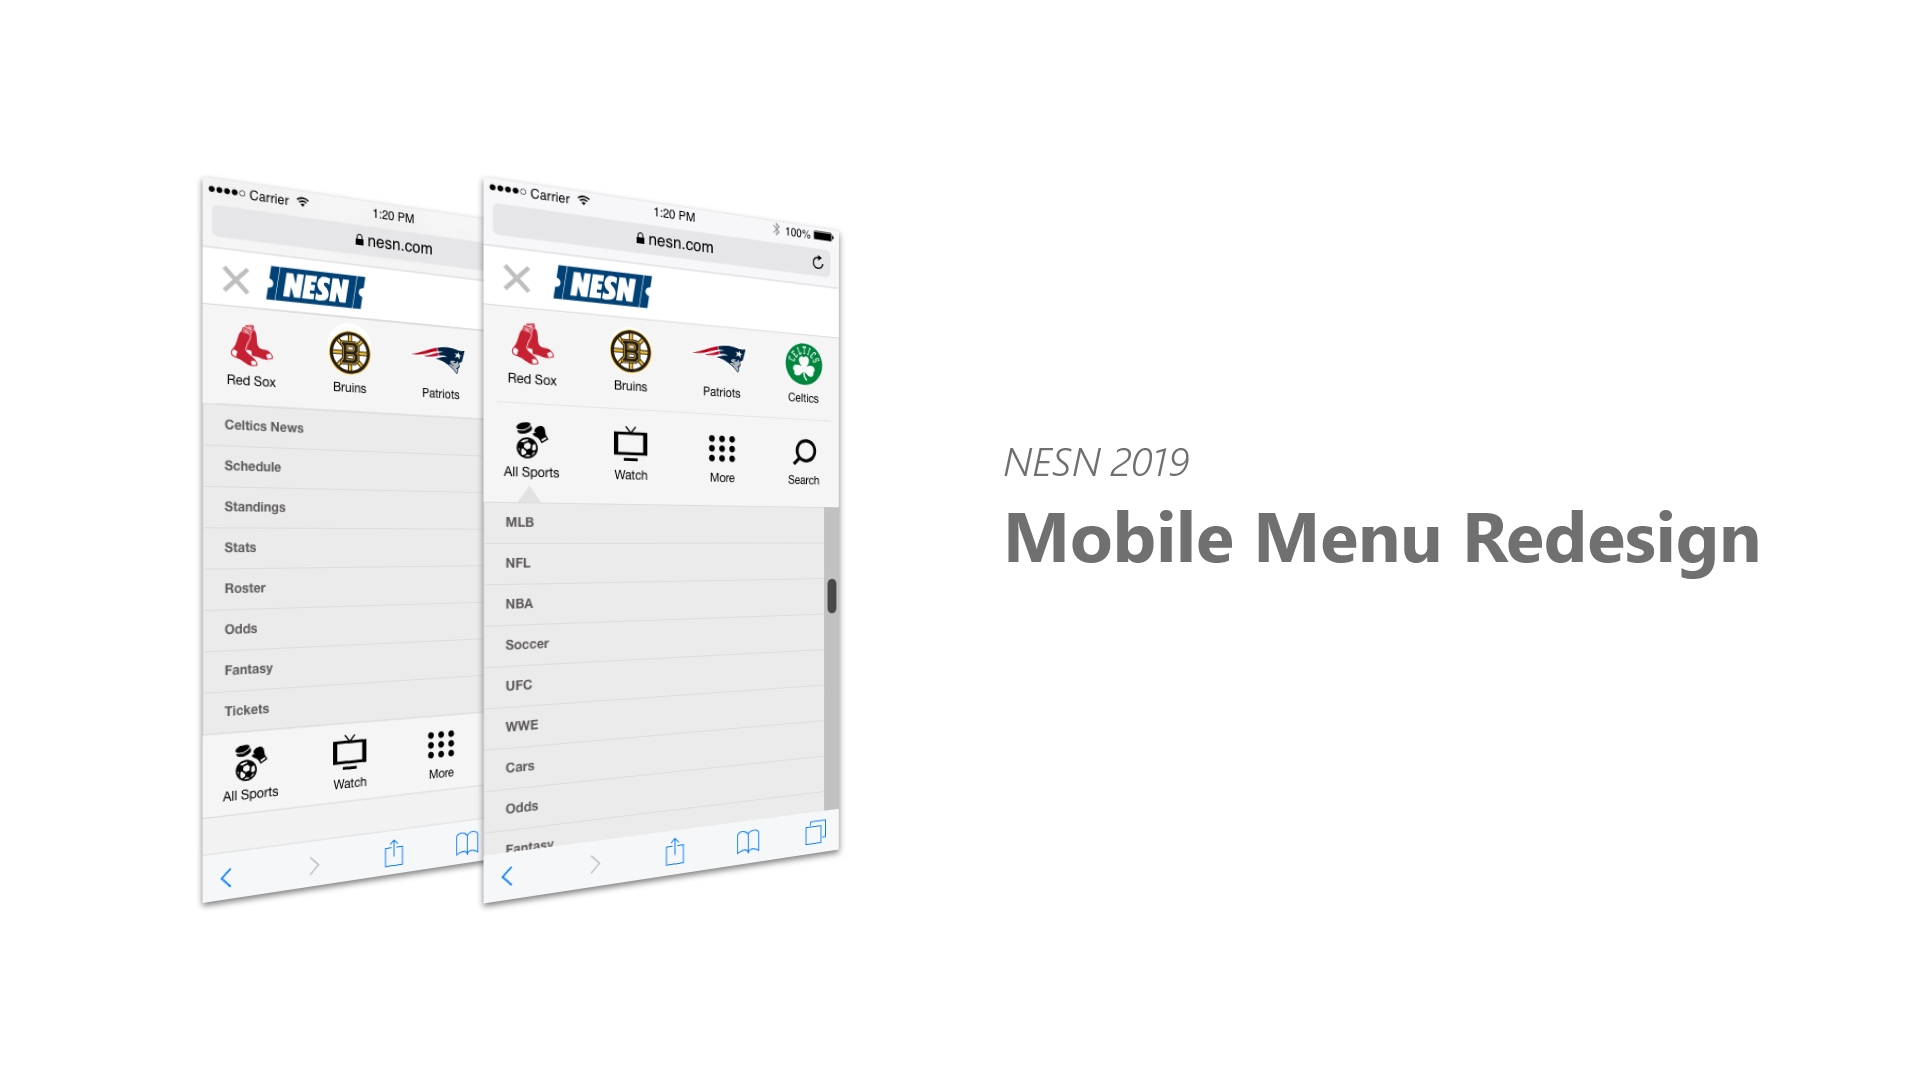 Carrier
1:20 PM
nesn.com
NESN
Red Sox
Bruins
Patriots
Celtics News
Schedule
Standings
Stats
Roster
Odds
Fantasy
Tickets
All Sports
Watch
More
Carrier
1:20 PM
100%
nesn.com
NESN
Red Sox
B
Bruins
Patriots
CELTICS
Celtics
All Sports
Watch
More
Search
MLB
NFL
NBA
Soccer
UFC
WWE
Cars
Odds
Fantasy
NESN 2019
Mobile Menu Redesign